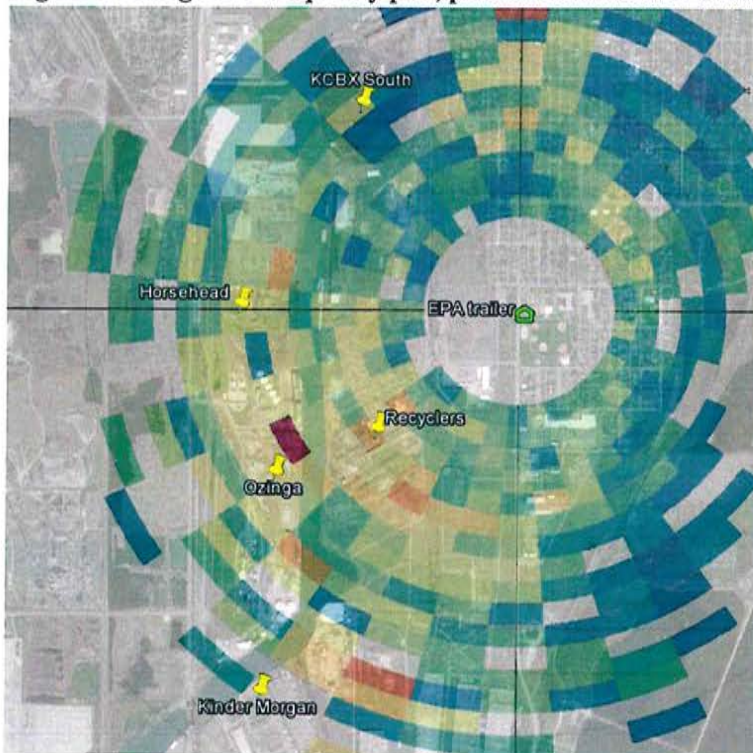 KCBX South
Horsehead
EPA trailer
Recyclers
Ozinga
Kinder Morgan